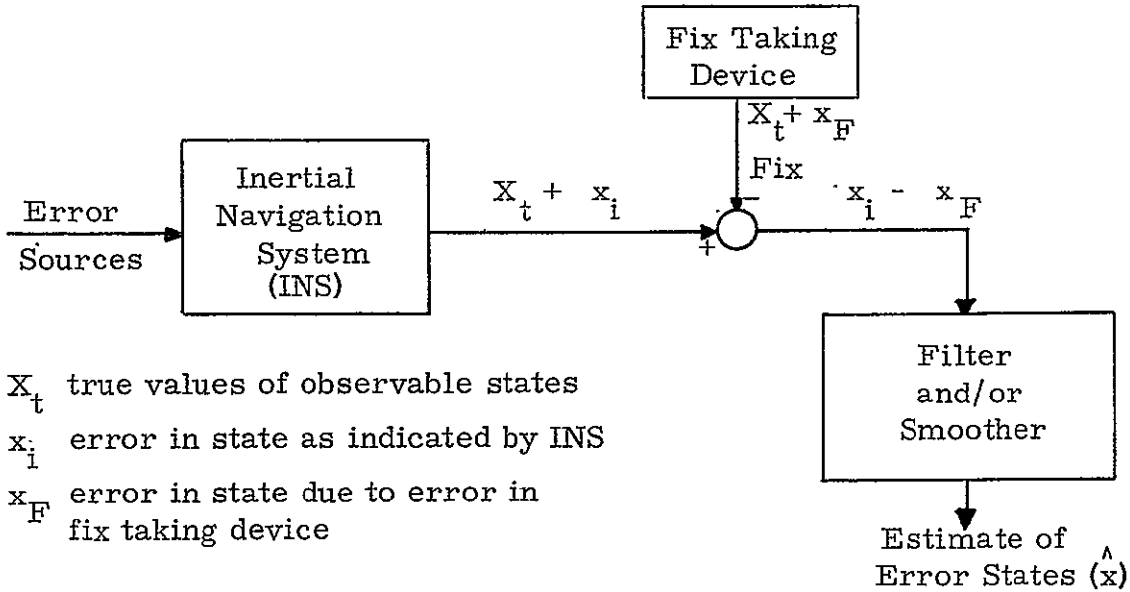 Fix Taking
Device
X_t + x_F
Fix
Inertial
Navigation
System
(INS)
Error
Sources
X_t + x_i
+
-
x_i - x_F
Filter
and/or
Smoother
Estimate of
Error States (x̂)
X_t true values of observable states
x_i error in state as indicated by INS
x_F error in state due to error in
fix taking device